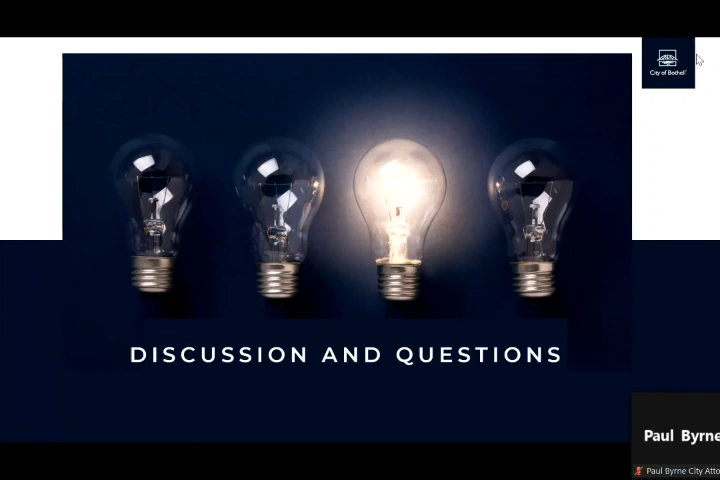 City of Bothell
DISCUSSION AND QUESTIONS
Paul Byrne
Paul Byrne City Atto